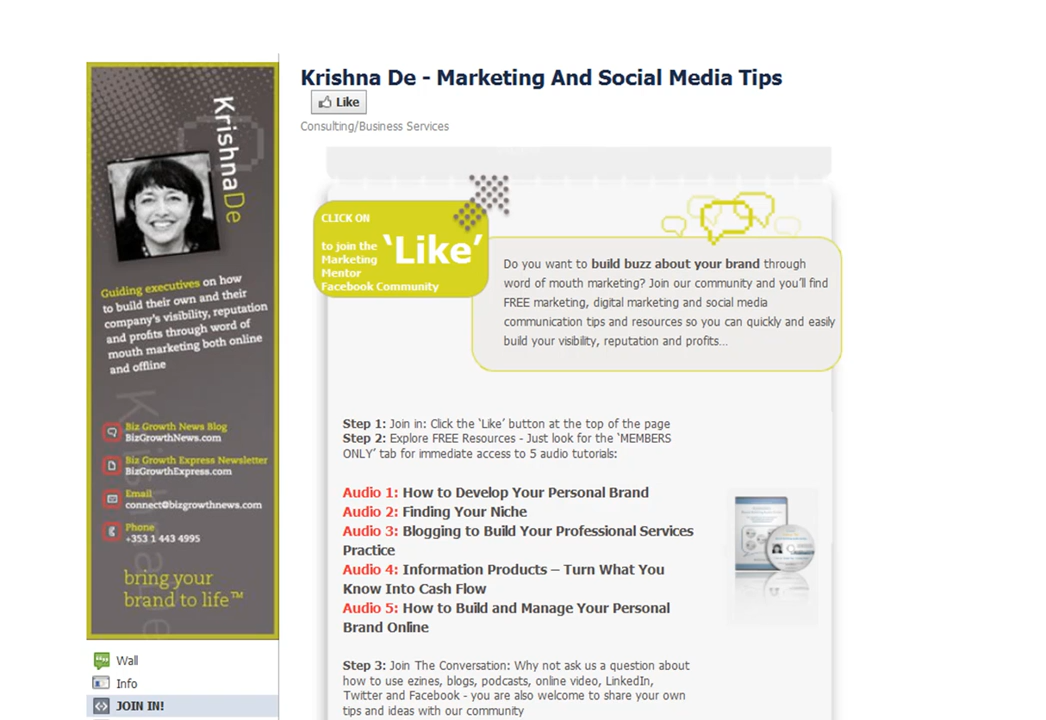 KrishnaDe
Guiding executives on how
to build their own and their
company's visibility, reputation
and profits through word of
mouth marketing both online
and offline
Biz Growth News Blog
BizGrowthNews.com
Biz Growth Express Newsletter
BizGrowthExpress.com
Email
connect@bizgrowthnews.com
Phone
+353 1 443 4995
bring your
brand to life™
KrishnaDe
Wall
Info
JOIN IN!
Krishna De - Marketing And Social Media Tips
Like
Consulting/Business Services
CLICK ON
to join the 'Like'
Marketing
Mentor
Facebook Community
Do you want to build buzz about your brand through
word of mouth marketing? Join our community and you'll find
FREE marketing, digital marketing and social media
communication tips and resources so you can quickly and easily
build your visibility, reputation and profits...
Step 1: Join in: Click the 'Like' button at the top of the page
Step 2: Explore FREE Resources - Just look for the 'MEMBERS
ONLY' tab for immediate access to 5 audio tutorials:
Audio 1: How to Develop Your Personal Brand
Audio 2: Finding Your Niche
Audio 3: Blogging to Build Your Professional Services
Practice
Audio 4: Information Products – Turn What You
Know Into Cash Flow
Audio 5: How to Build and Manage Your Personal
Brand Online
Step 3: Join The Conversation: Why not ask us a question about
how to use ezines, blogs, podcasts, online video, LinkedIn,
Twitter and Facebook - you are also welcome to share your own
tips and ideas with our community